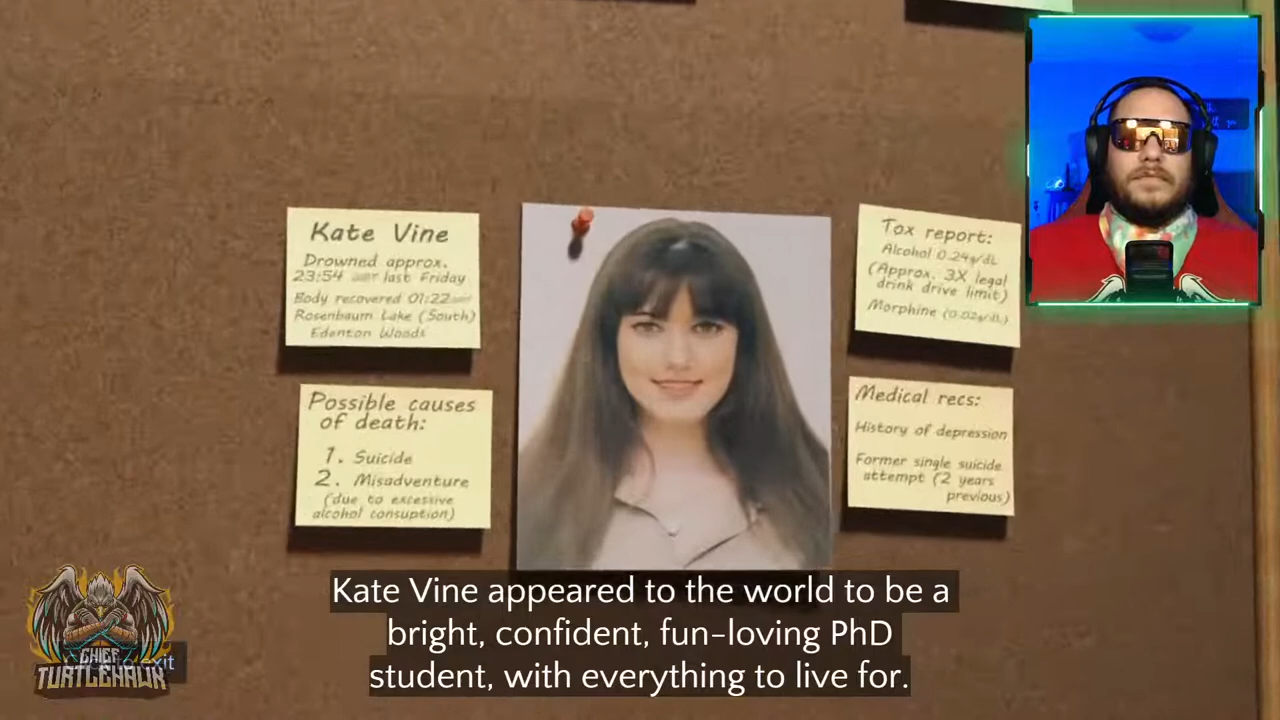 Kate Vine
Drowned approx.
23:54 last Friday
Body recovered 01:22
Rosenbaum Lake (South)
Edenton Woods
Possible causes
of death:
1. Suicide
2. Misadventure
(due to excessive
alcohol consuption)
Tox report:
Alcohol 0.24g/dL
(Approx. 3X legal
drink drive limit)
Morphine (0.02g/dL)
Medical recs:
History of depression
Former single suicide
attempt (2 years
previous)
Kate Vine appeared to the world to be a
bright, confident, fun-loving PhD
student, with everything to live for.
CHIEF
TURTLEHAWK
exit